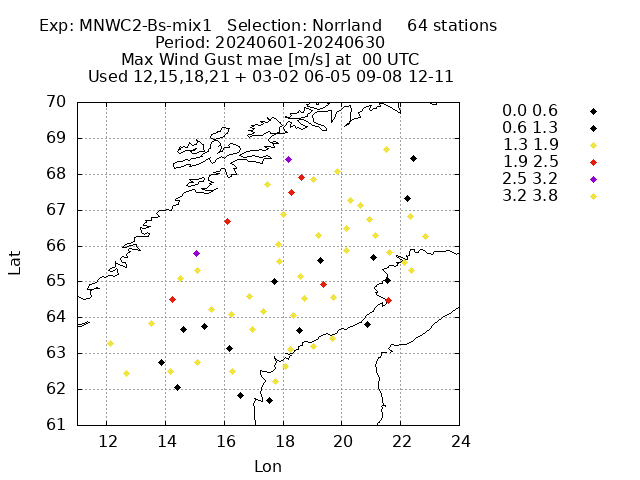 Exp: MNWC2-Bs-mix1   Selection: Norrland     64 stations
Period: 20240601-20240630
Max Wind Gust mae [m/s] at  00 UTC
Used 12,15,18,21 + 03-02 06-05 09-08 12-11
70
69
68
67
66
65
64
63
62
61
Lat
12 14 16 18 20 22 24
Lon
0.0 0.6
0.6 1.3
1.3 1.9
1.9 2.5
2.5 3.2
3.2 3.8